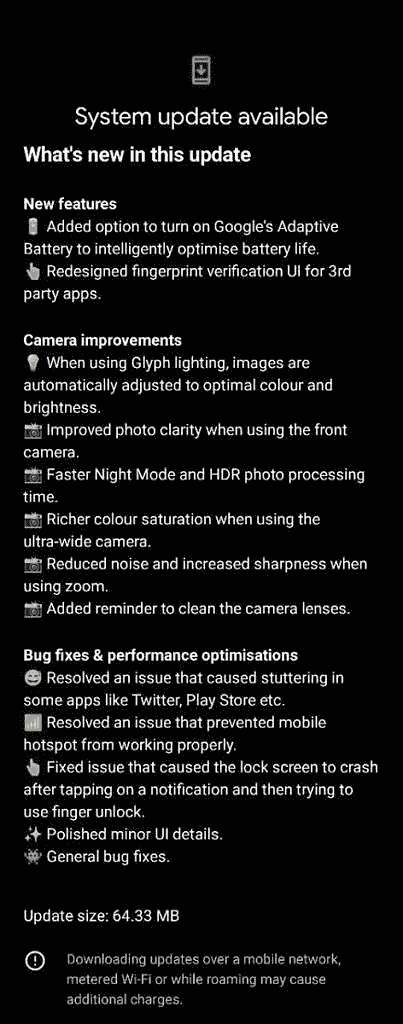 System update available
What's new in this update
New features
🔋 Added option to turn on Google's Adaptive
Battery to intelligently optimise battery life.
👆 Redesigned fingerprint verification UI for 3rd
party apps.
Camera improvements
💡 When using Glyph lighting, images are
automatically adjusted to optimal colour and
brightness.
📸 Improved photo clarity when using the front
camera.
📸 Faster Night Mode and HDR photo processing
time.
📸 Richer colour saturation when using the
ultra-wide camera.
📸 Reduced noise and increased sharpness when
using zoom.
📸 Added reminder to clean the camera lenses.
Bug fixes & performance optimisations
😅 Resolved an issue that caused stuttering in
some apps like Twitter, Play Store etc.
📶 Resolved an issue that prevented mobile
hotspot from working properly.
👆 Fixed issue that caused the lock screen to crash
after tapping on a notification and then trying to
use finger unlock.
✨ Polished minor UI details.
👾 General bug fixes.
Update size: 64.33 MB
Downloading updates over a mobile network,
metered Wi-Fi or while roaming may cause
additional charges.